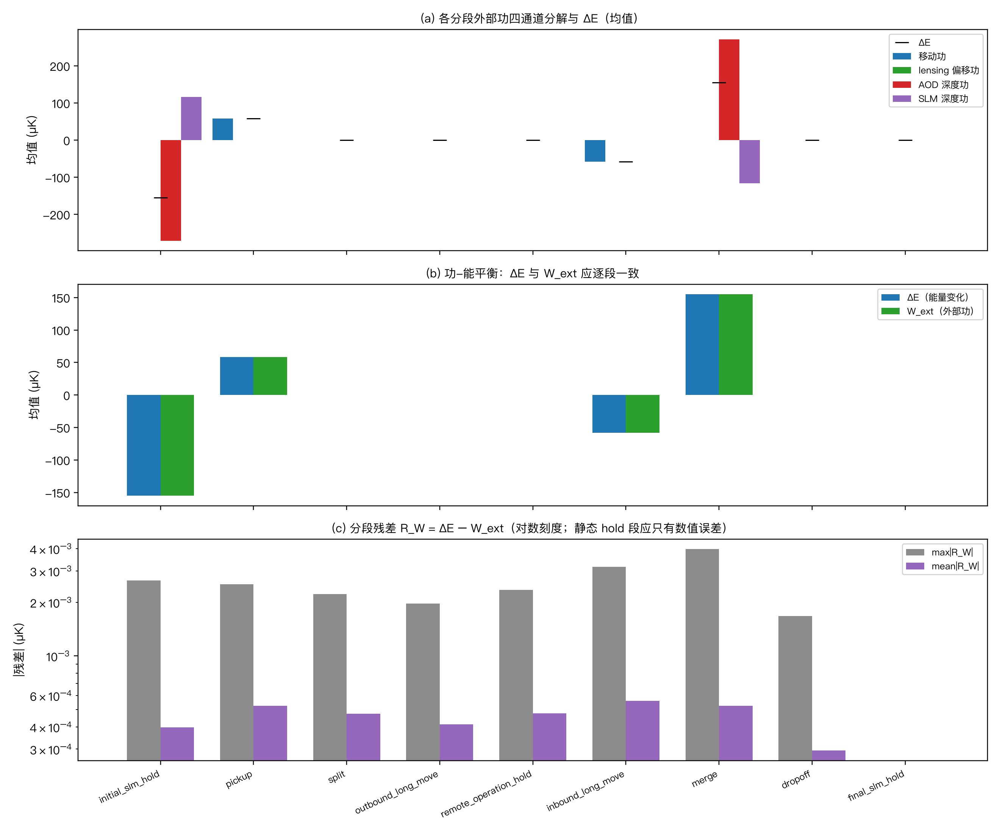 (a) 各分段外部功四通道分解与 ΔE（均值）
ΔE
移动功
lensing 偏移功
AOD 深度功
SLM 深度功
均值 (μK)
200
100
0
−100
−200
(b) 功–能平衡：ΔE 与 W_ext 应逐段一致
ΔE（能量变化）
W_ext（外部功）
均值 (μK)
150
100
50
0
−50
−100
−150
(c) 分段残差 R_W = ΔE − W_ext（对数刻度；静态 hold 段应只有数值误差）
max|R_W|
mean|R_W|
|残差| (μK)
4 × 10⁻³
3 × 10⁻³
2 × 10⁻³
10⁻³
6 × 10⁻⁴
4 × 10⁻⁴
3 × 10⁻⁴
initial_slm_hold
pickup
split
outbound_long_move
remote_operation_hold
inbound_long_move
merge
dropoff
final_slm_hold